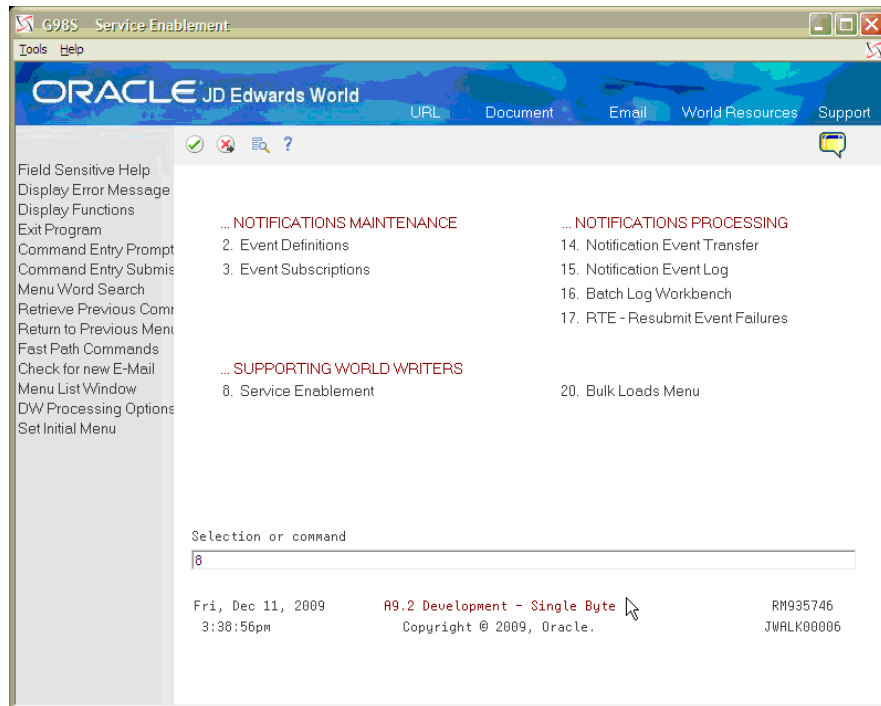 G98S Service Enablement
Tools Help
ORACLE JD Edwards World
URL Document Email World Resources Support
Field Sensitive Help
Display Error Message
Display Functions
Exit Program
Command Entry Prompt
Command Entry Submis
Menu Word Search
Retrieve Previous Comm
Return to Previous Menu
Fast Path Commands
Check for new E-Mail
Menu List Window
DW Processing Options
Set Initial Menu
... NOTIFICATIONS MAINTENANCE
2. Event Definitions
3. Event Subscriptions
... NOTIFICATIONS PROCESSING
14. Notification Event Transfer
15. Notification Event Log
16. Batch Log Workbench
17. RTE - Resubmit Event Failures
... SUPPORTING WORLD WRITERS
8. Service Enablement
20. Bulk Loads Menu
Selection or command
8
Fri, Dec 11, 2009 A9.2 Development - Single Byte RM935746
3:38:56pm Copyright © 2009, Oracle. JWALK00006